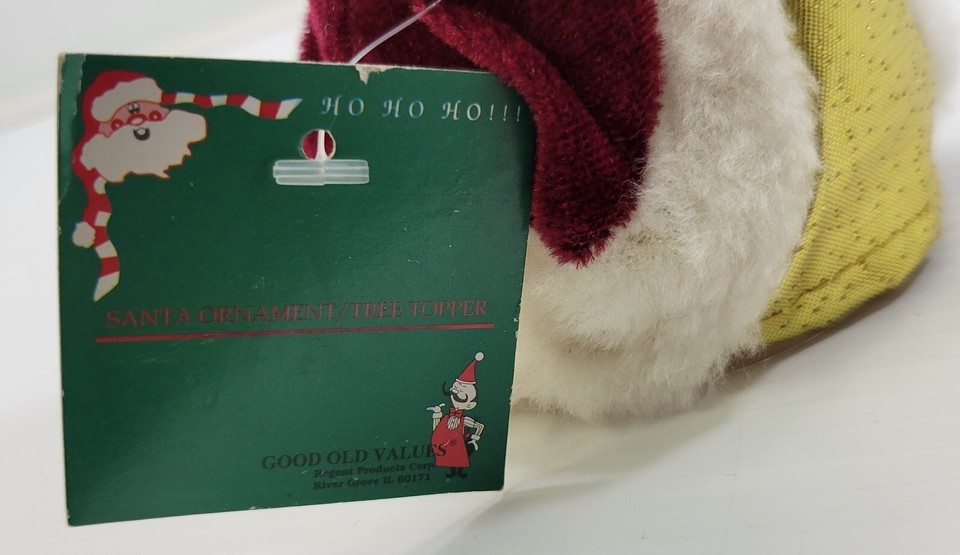 HO HO HO!!!
SANTA ORNAMENT/TREE TOPPER
GOOD OLD VALUES
Regent Products Corp
River Grove IL 60171